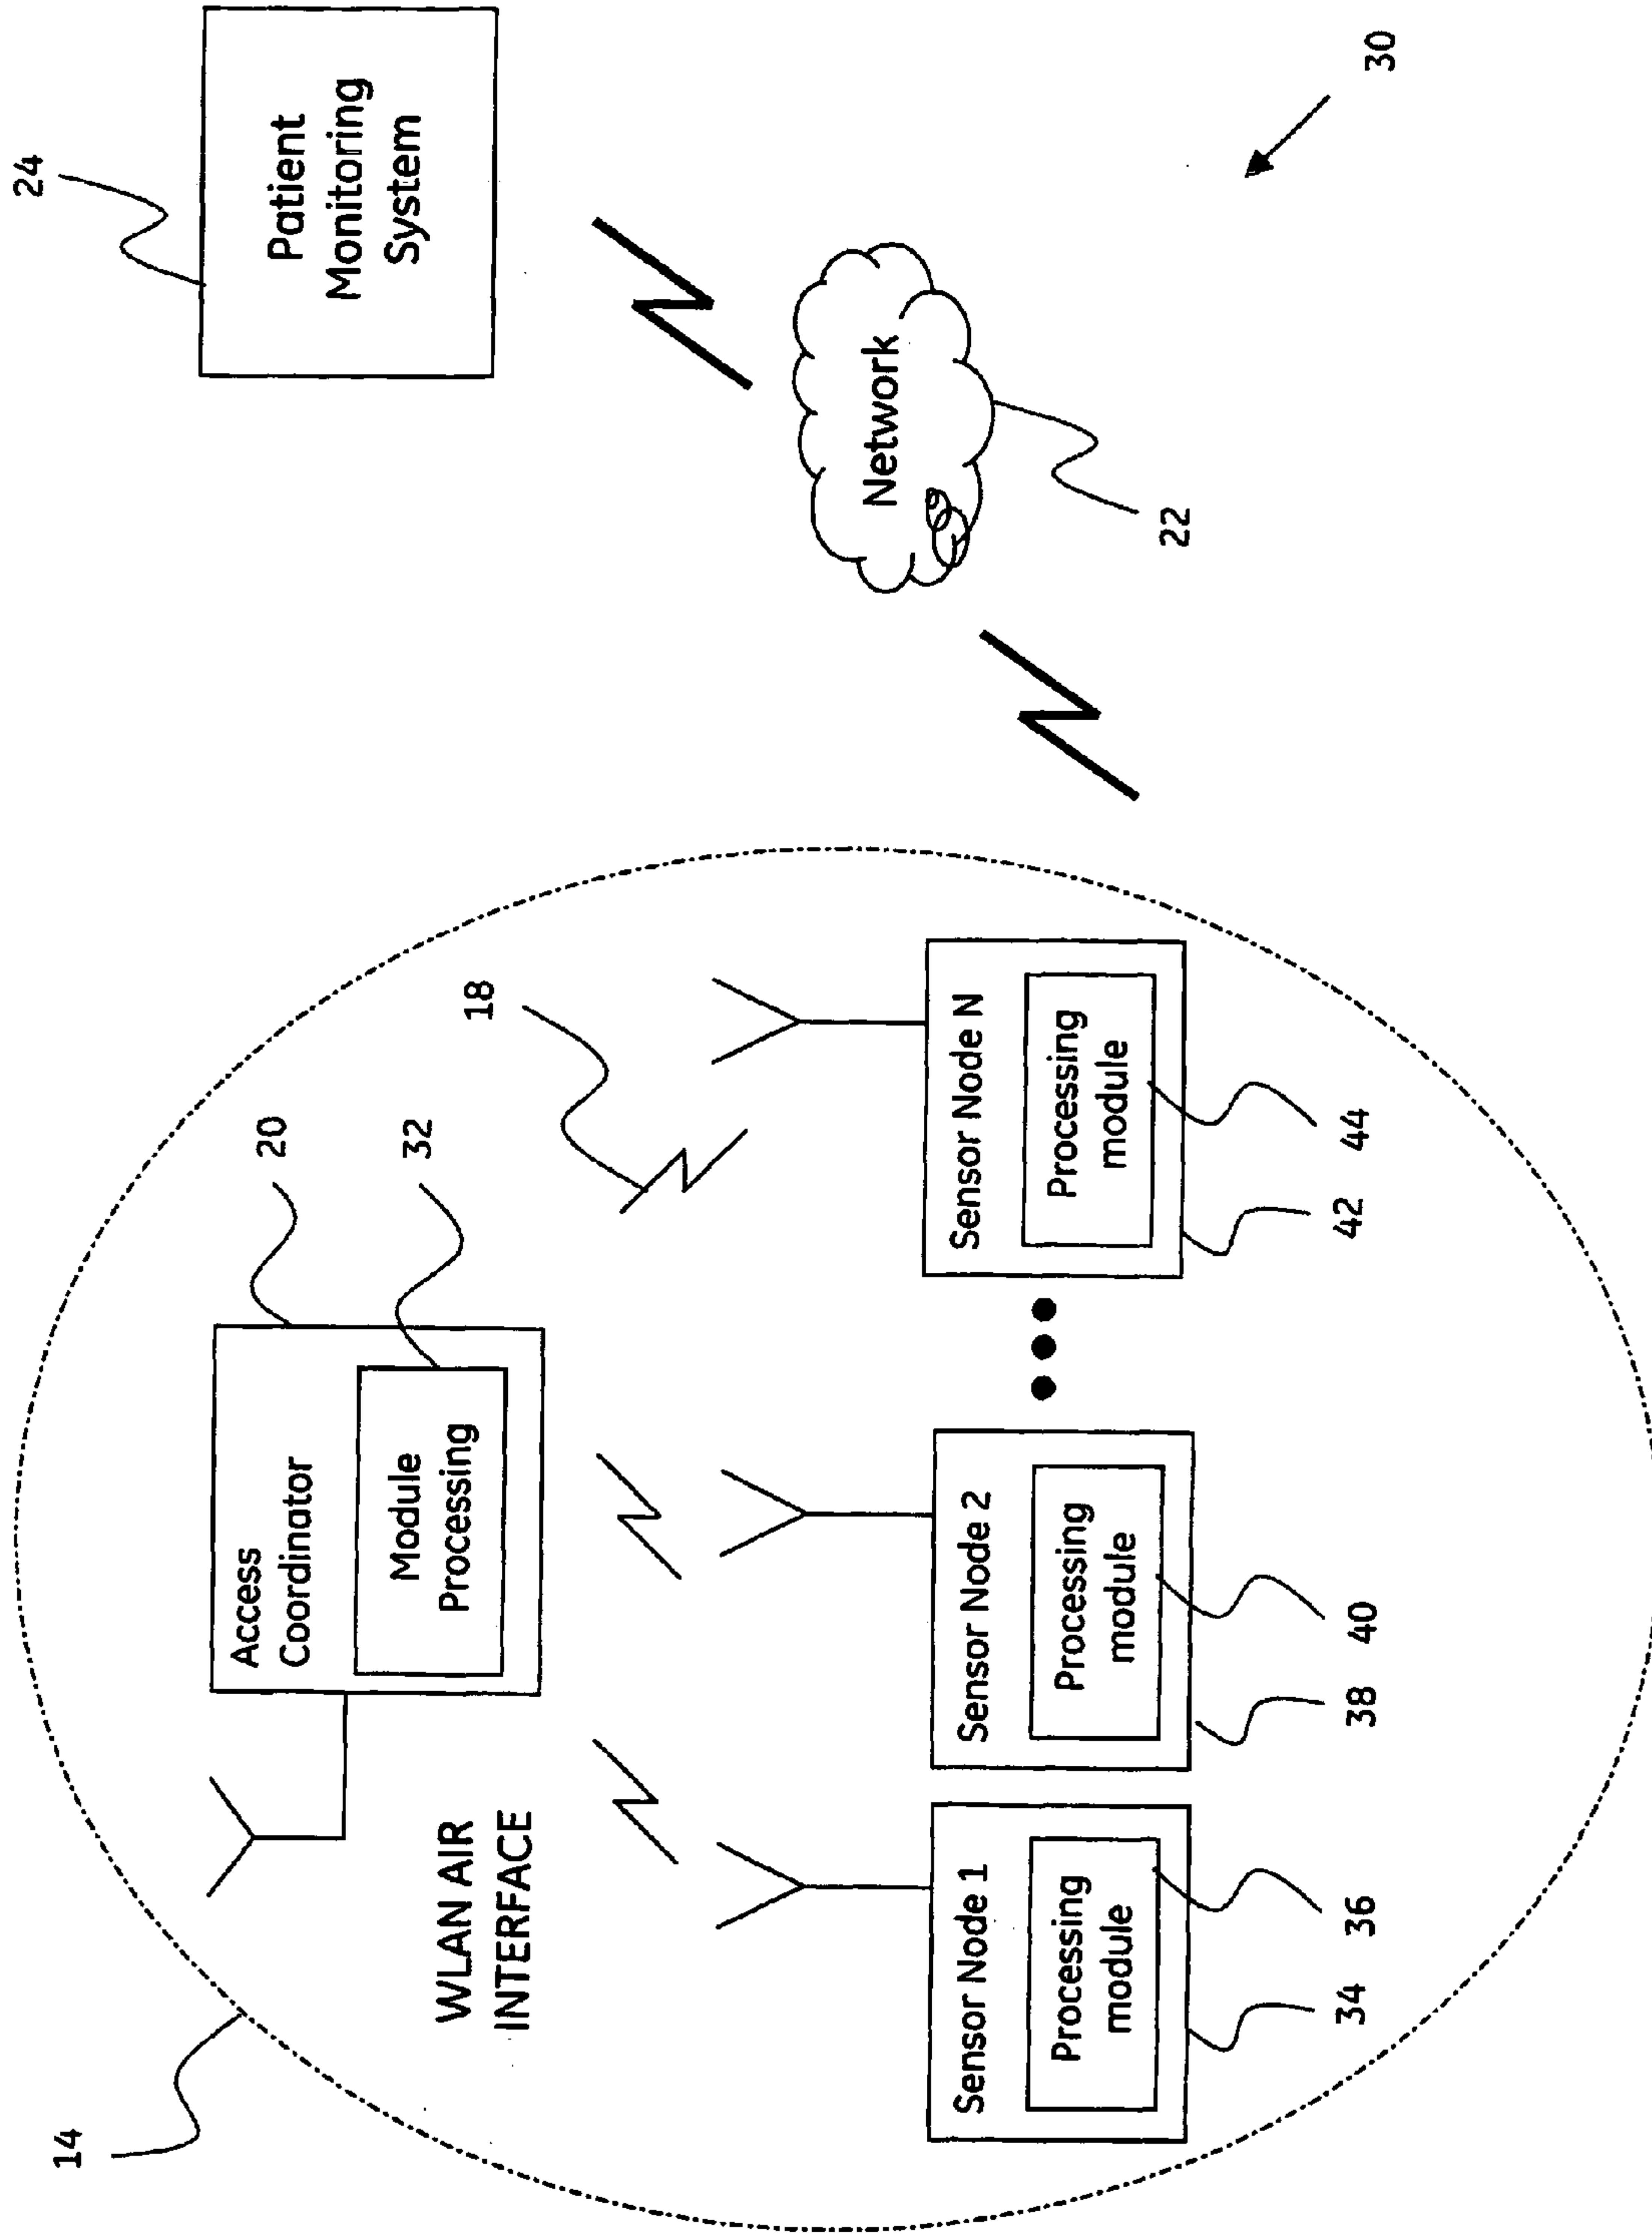 14
20
32
Access
Coordinator
Module
Processing
WLAN AIR
INTERFACE
18
24
Patient
Monitoring
System
Network
22
30
Sensor Node 1
Processing
module
34
36
Sensor Node 2
Processing
module
38
40
Sensor Node N
Processing
module
42
44